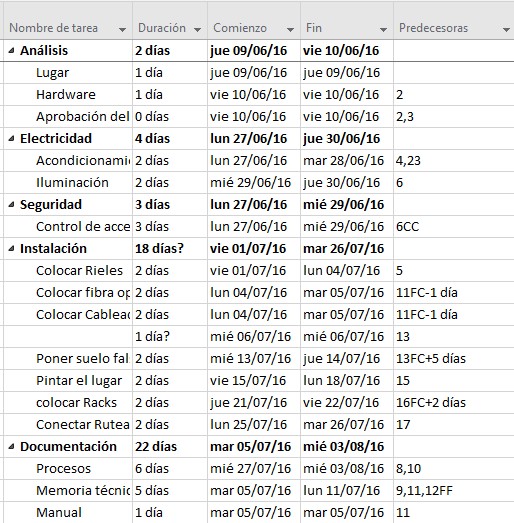 Nombre de tarea Duración Comienzo Fin Predecesoras
Análisis 2 días jue 09/06/16 vie 10/06/16
Lugar 1 día jue 09/06/16 jue 09/06/16
Hardware 1 día vie 10/06/16 vie 10/06/16 2
Aprobación del 0 días vie 10/06/16 vie 10/06/16 2,3
Electricidad 4 días lun 27/06/16 jue 30/06/16
Acondicionami 2 días lun 27/06/16 mar 28/06/16 4,23
Iluminación 2 días mié 29/06/16 jue 30/06/16 6
Seguridad 3 días lun 27/06/16 mié 29/06/16
Control de acce 3 días lun 27/06/16 mié 29/06/16 6CC
Instalación 18 días? vie 01/07/16 mar 26/07/16
Colocar Rieles 2 días vie 01/07/16 lun 04/07/16 5
Colocar fibra op 2 días lun 04/07/16 mar 05/07/16 11FC-1 día
Colocar Cablead 2 días lun 04/07/16 mar 05/07/16 11FC-1 día
1 día? mié 06/07/16 mié 06/07/16 13
Poner suelo fal 2 días mié 13/07/16 jue 14/07/16 13FC+5 días
Pintar el lugar 2 días vie 15/07/16 lun 18/07/16 15
colocar Racks 2 días jue 21/07/16 vie 22/07/16 16FC+2 días
Conectar Rutea 2 días lun 25/07/16 mar 26/07/16 17
Documentación 22 días mar 05/07/16 mié 03/08/16
Procesos 6 días mié 27/07/16 mié 03/08/16 8,10
Memoria técnic 5 días mar 05/07/16 lun 11/07/16 9,11,12FF
Manual 1 día mar 05/07/16 mar 05/07/16 11